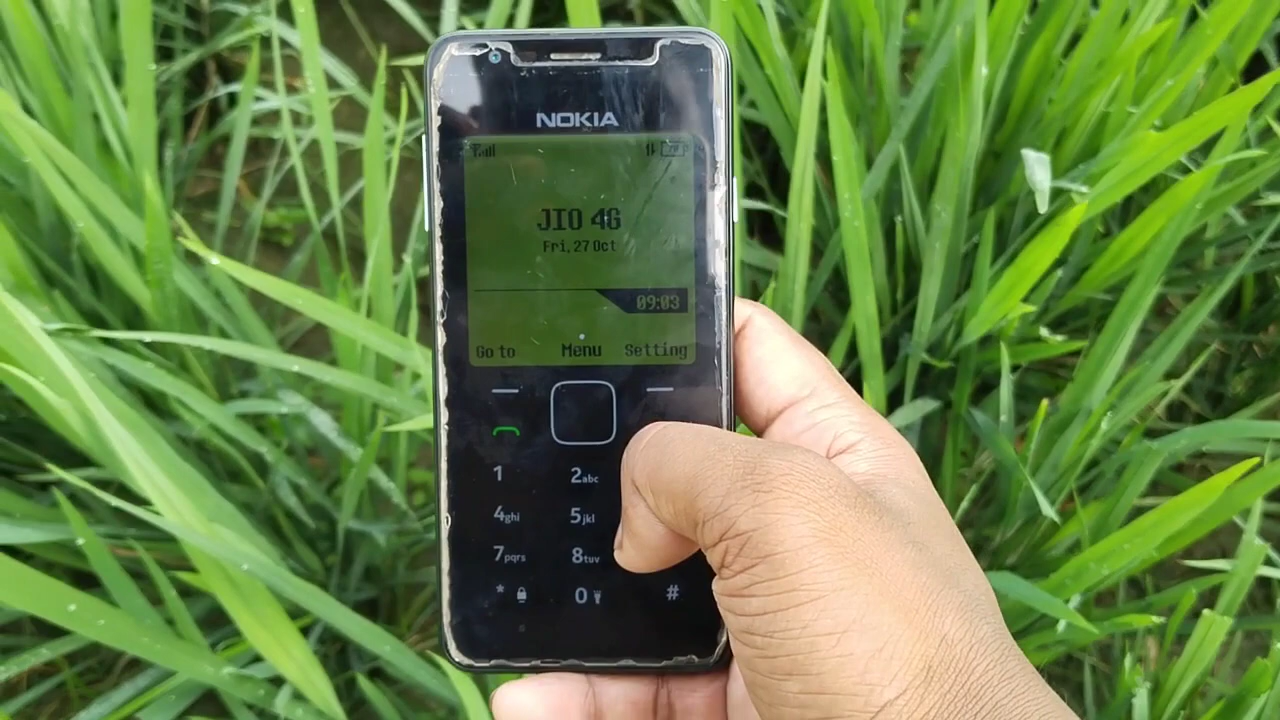 NOKIA
JIO 4G
Fri, 27 Oct
09:03
Go to Menu Setting
1 2abc
4ghi 5jkl
7pqrs 8tuv
* 0 #